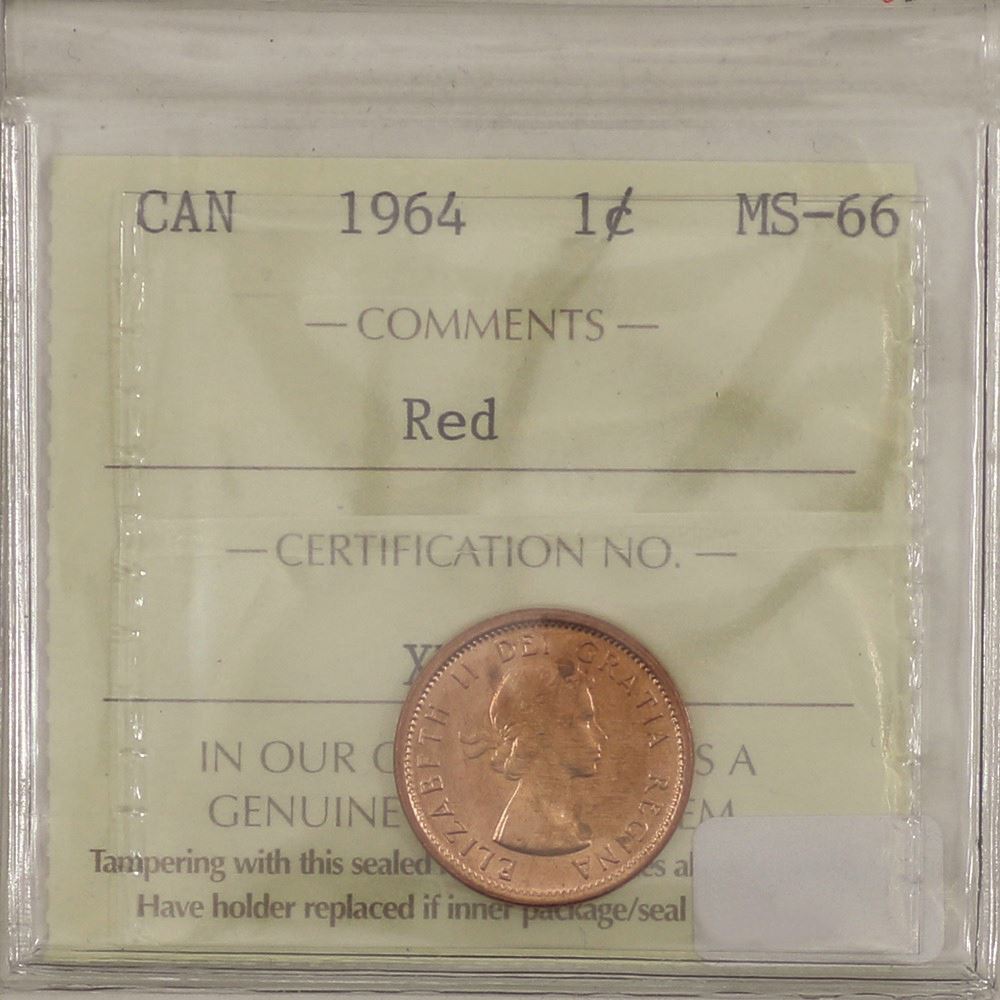 CAN 1964 1¢ MS-66
— COMMENTS —
Red
— CERTIFICATION NO. —
IN OUR S A
GENUINE
Tampering with this sealed
Have holder replaced if inner package/seal
ELIZABETH II DEI GRATIA REGINA